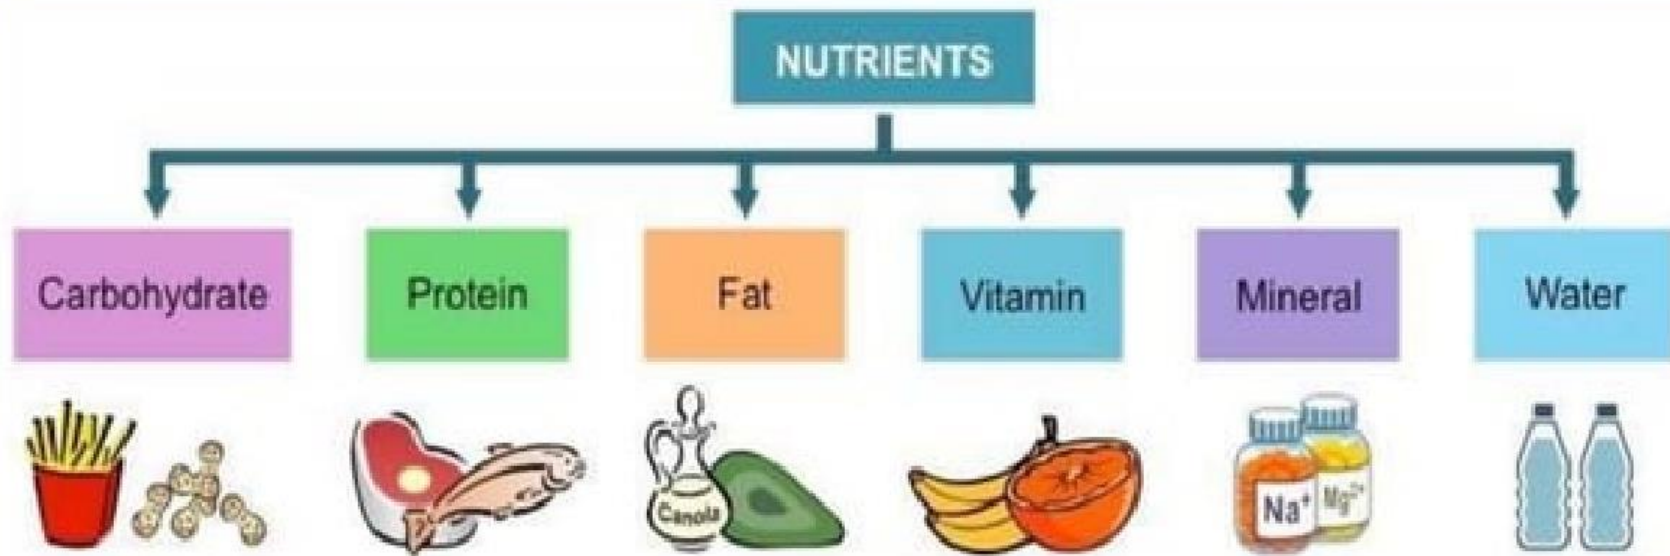 NUTRIENTS
Carbohydrate
Protein
Fat
Vitamin
Mineral
Water
Canola
Na⁺
Mg²⁺